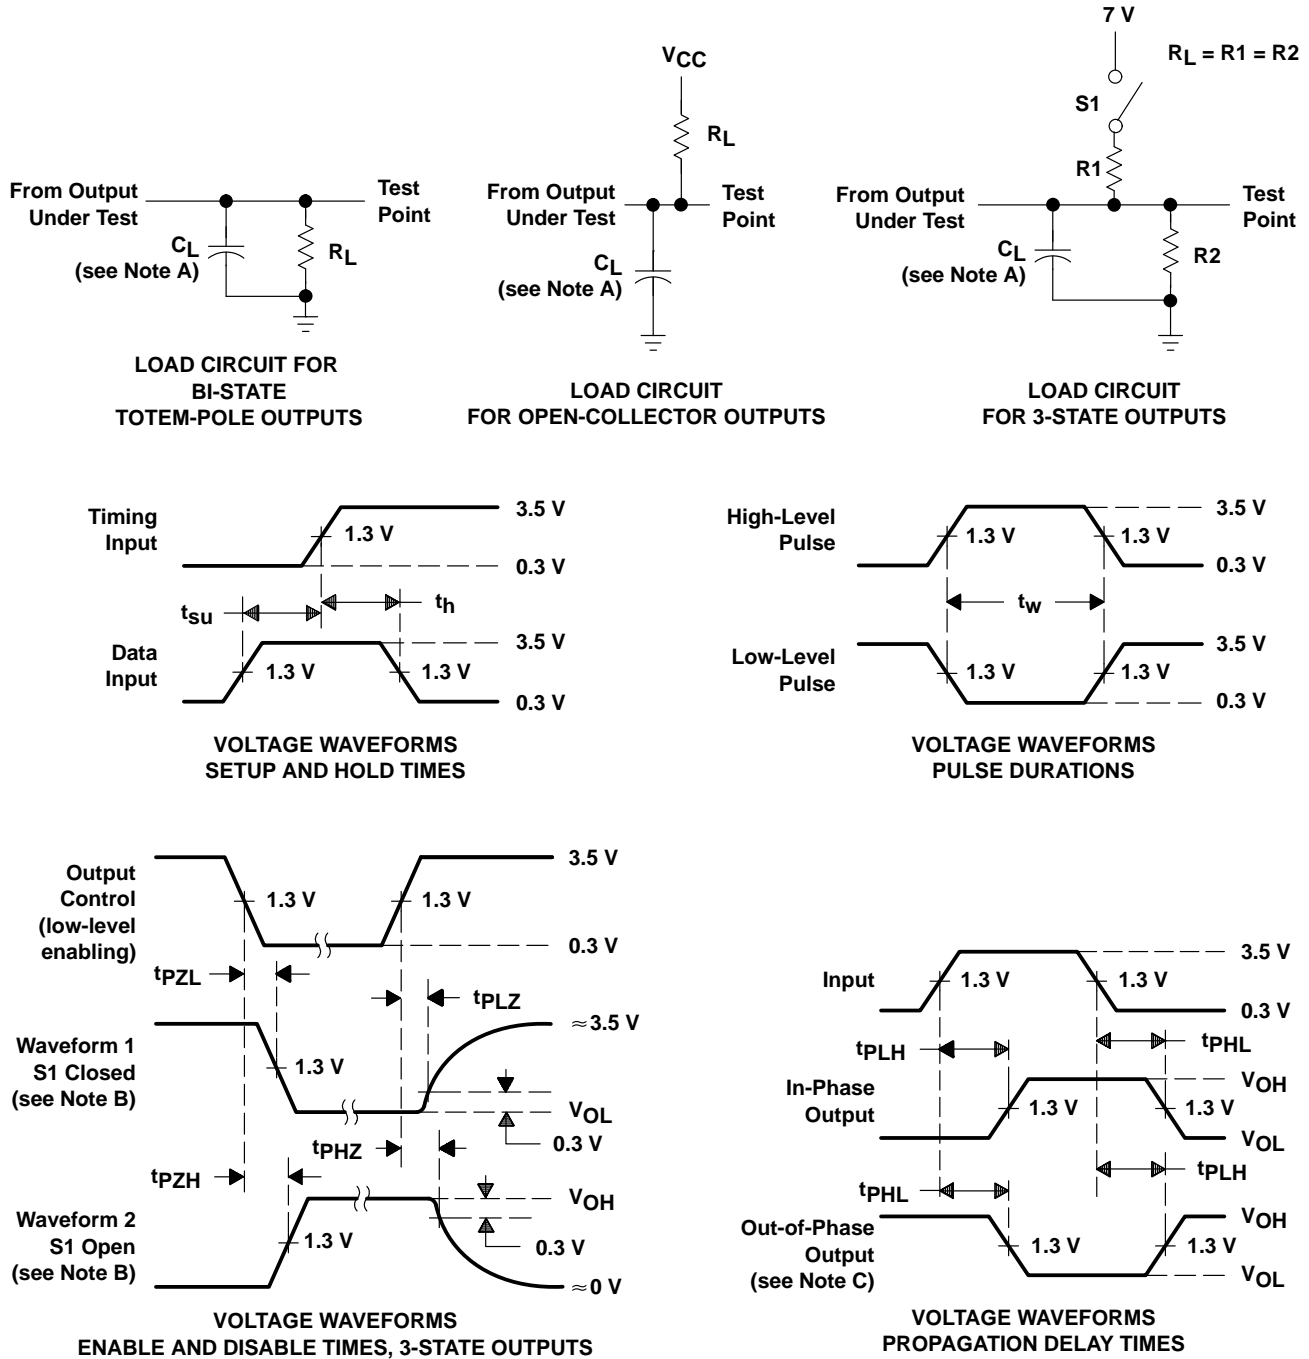 From Output
Under Test
Test
Point
CL
(see Note A)
RL
LOAD CIRCUIT FOR
BI-STATE
TOTEM-POLE OUTPUTS
VCC
RL
From Output
Under Test
Test
Point
CL
(see Note A)
LOAD CIRCUIT
FOR OPEN-COLLECTOR OUTPUTS
7 V
RL = R1 = R2
S1
R1
From Output
Under Test
Test
Point
CL
(see Note A)
R2
LOAD CIRCUIT
FOR 3-STATE OUTPUTS
Timing
Input
3.5 V
1.3 V
0.3 V
tsu
th
Data
Input
3.5 V
1.3 V
1.3 V
0.3 V
VOLTAGE WAVEFORMS
SETUP AND HOLD TIMES
High-Level
Pulse
3.5 V
1.3 V
1.3 V
0.3 V
tw
Low-Level
Pulse
3.5 V
1.3 V
1.3 V
0.3 V
VOLTAGE WAVEFORMS
PULSE DURATIONS
Output
Control
(low-level
enabling)
3.5 V
1.3 V
1.3 V
0.3 V
tPZL
tPLZ
Waveform 1
S1 Closed
(see Note B)
≈3.5 V
1.3 V
VOL
0.3 V
tPHZ
tPZH
Waveform 2
S1 Open
(see Note B)
VOH
1.3 V
0.3 V
≈0 V
VOLTAGE WAVEFORMS
ENABLE AND DISABLE TIMES, 3-STATE OUTPUTS
Input
3.5 V
1.3 V
1.3 V
0.3 V
tPLH
tPHL
In-Phase
Output
VOH
1.3 V
1.3 V
VOL
tPHL
tPLH
Out-of-Phase
Output
(see Note C)
VOH
1.3 V
1.3 V
VOL
VOLTAGE WAVEFORMS
PROPAGATION DELAY TIMES